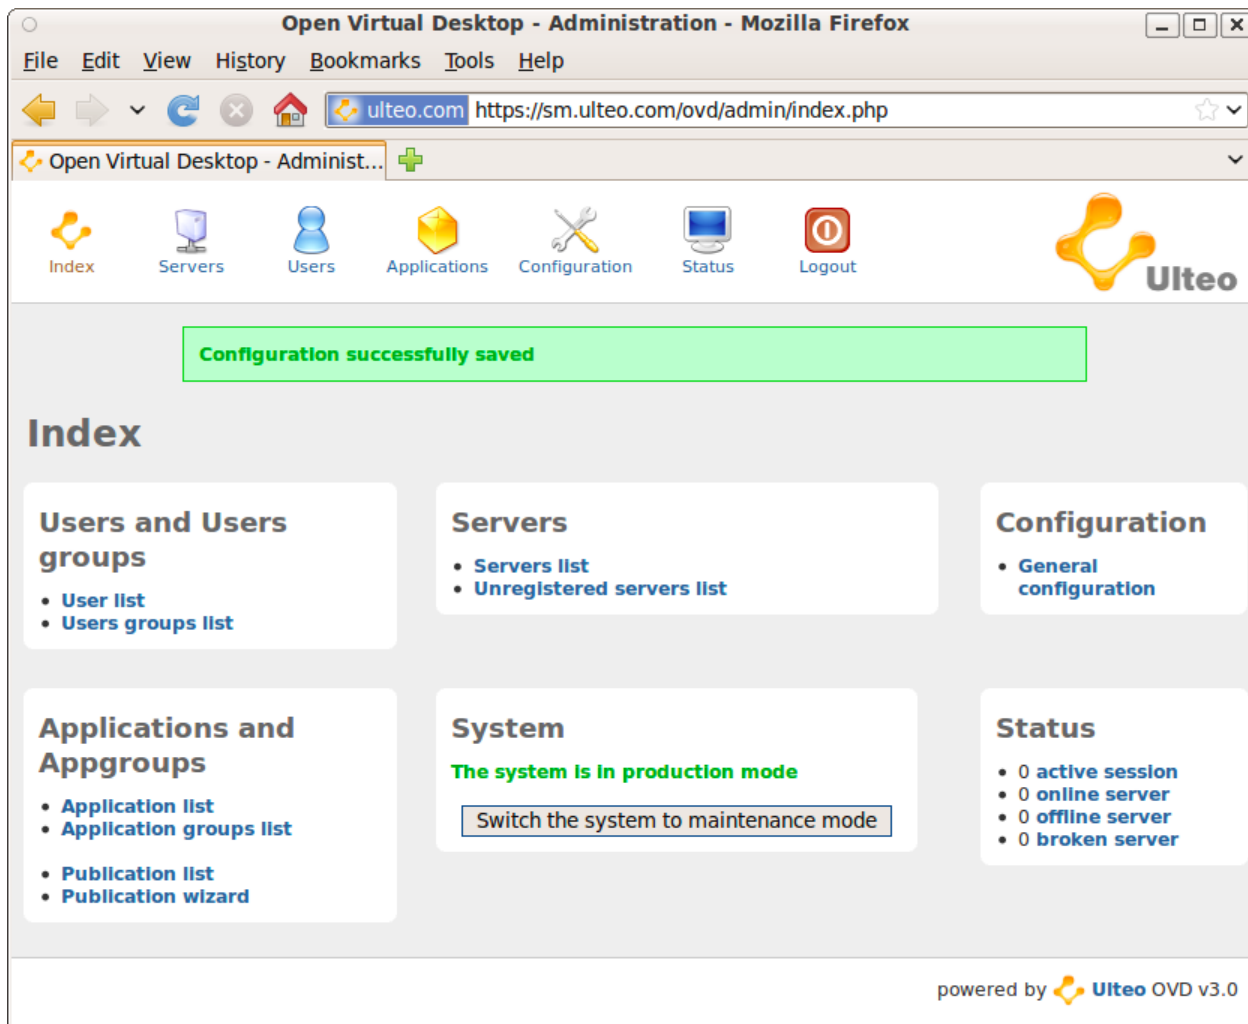 Open Virtual Desktop - Administration - Mozilla Firefox
File Edit View History Bookmarks Tools Help
ulteo.com https://sm.ulteo.com/ovd/admin/index.php
Open Virtual Desktop - Administ...
Index Servers Users Applications Configuration Status Logout
Ulteo
Configuration successfully saved
Index
Users and Users
groups
• User list
• Users groups list
Servers
• Servers list
• Unregistered servers list
Configuration
• General
configuration
Applications and
Appgroups
• Application list
• Application groups list
• Publication list
• Publication wizard
System
The system is in production mode
Switch the system to maintenance mode
Status
• 0 active session
• 0 online server
• 0 offline server
• 0 broken server
powered by Ulteo OVD v3.0